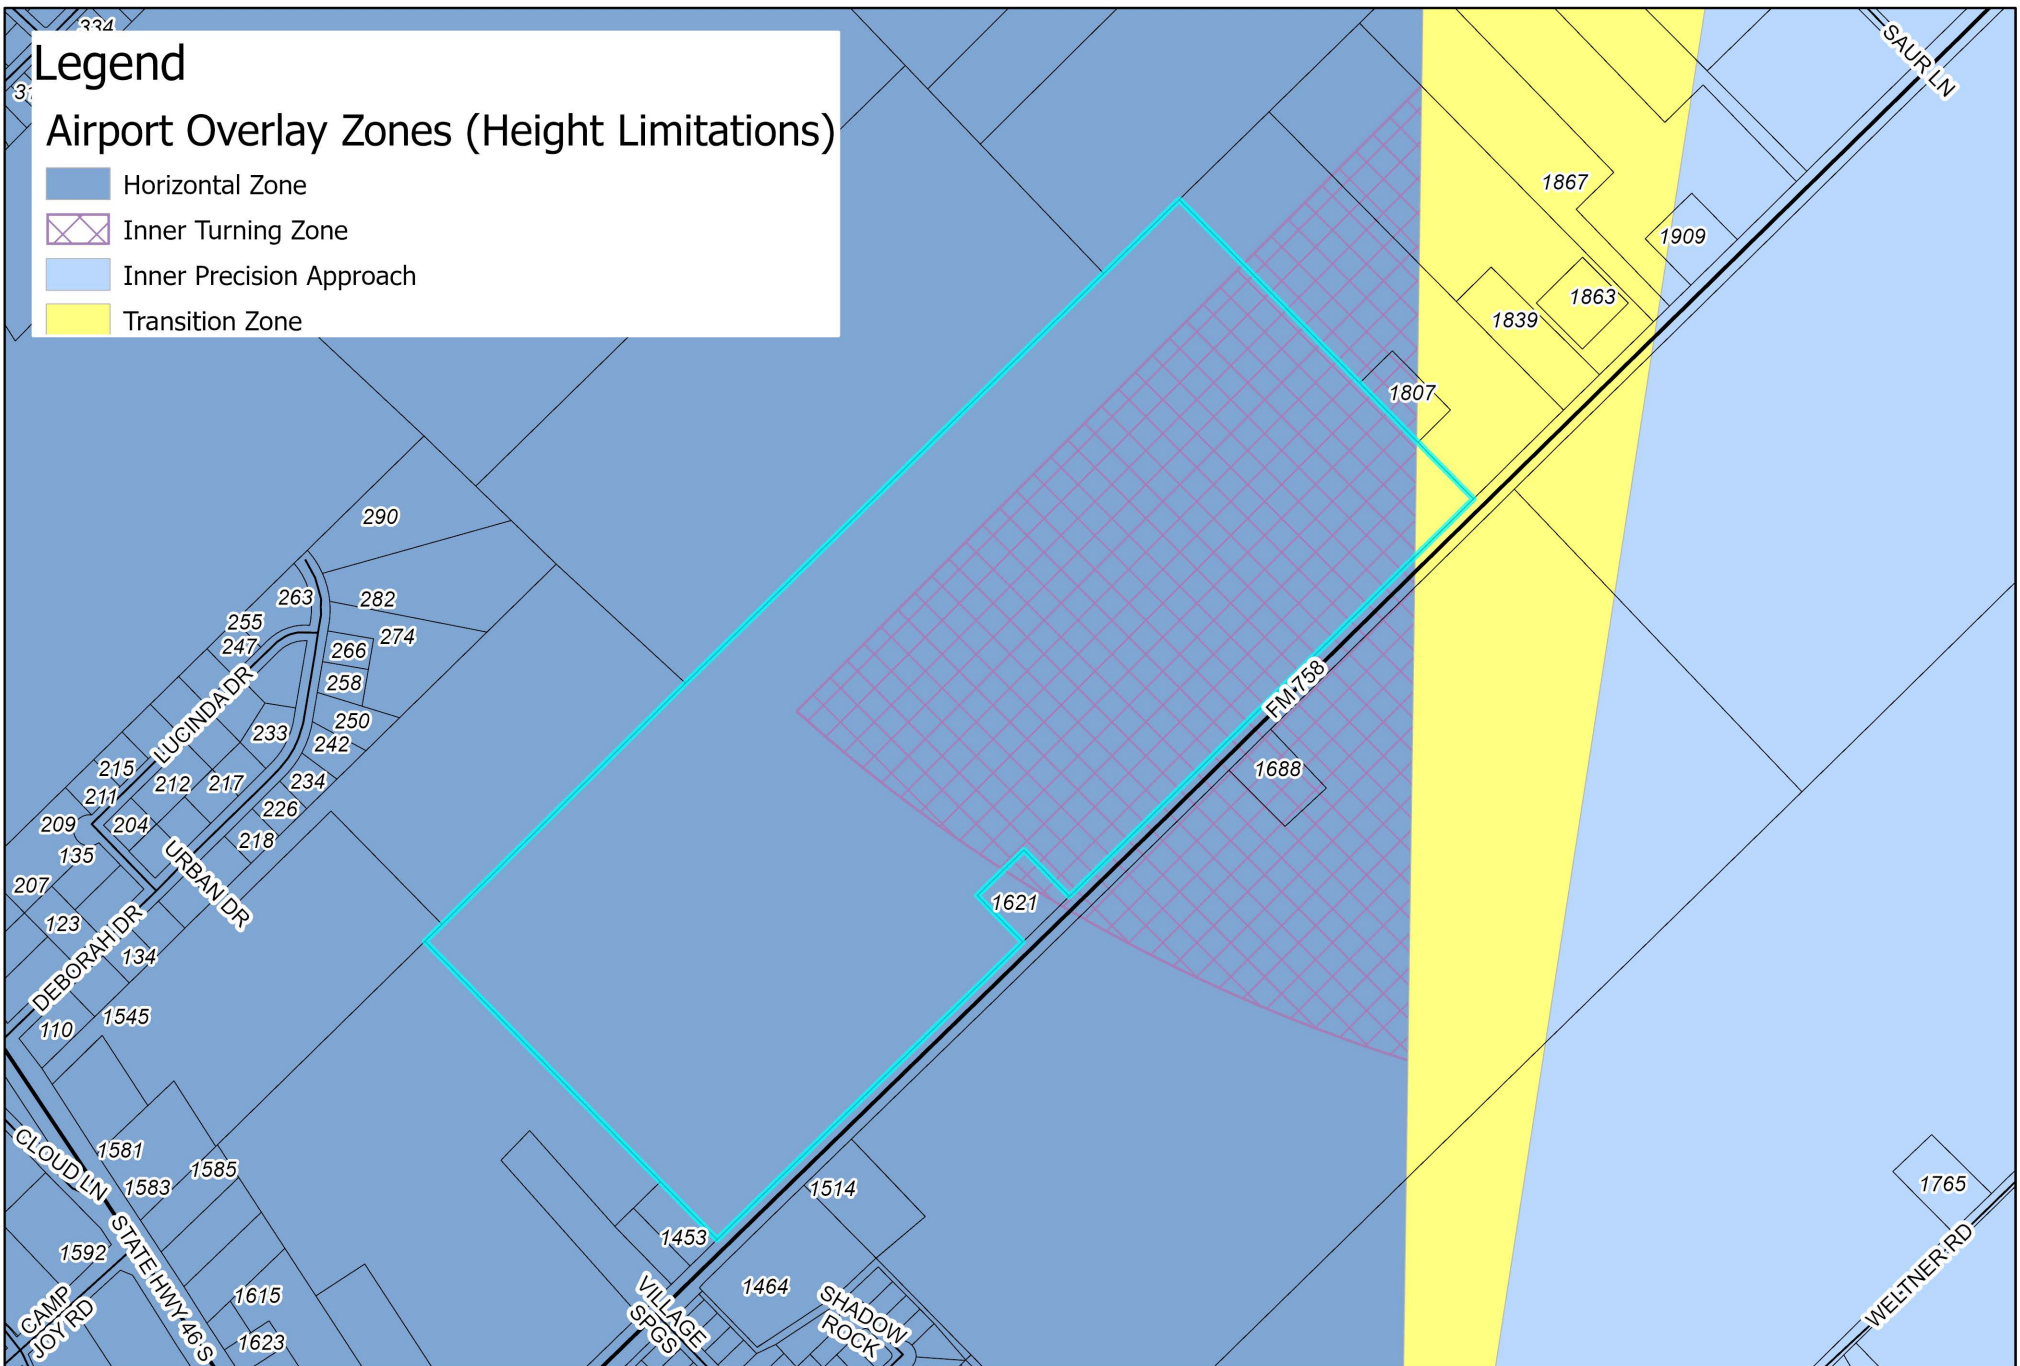 334
Legend
Airport Overlay Zones (Height Limitations)
Horizontal Zone
Inner Turning Zone
Inner Precision Approach
Transition Zone
SAUR LN
1867
1909
1863
1839
1807
290
263
282
255
274
247
266
258
LUCINDA DR
250
233
242
215
212
217
234
211
226
209
204
218
135
URBAN DR
207
123
DEBORAH DR
134
1545
110
FM 758
1688
1621
1581
CLOUD LN
1585
1583
1514
1765
STATE HWY 46 S
1592
1453
WELTNER RD
CAMP
JOY RD
1615
1464
VILLAGE
SPGS
SHADOW
ROCK
1623